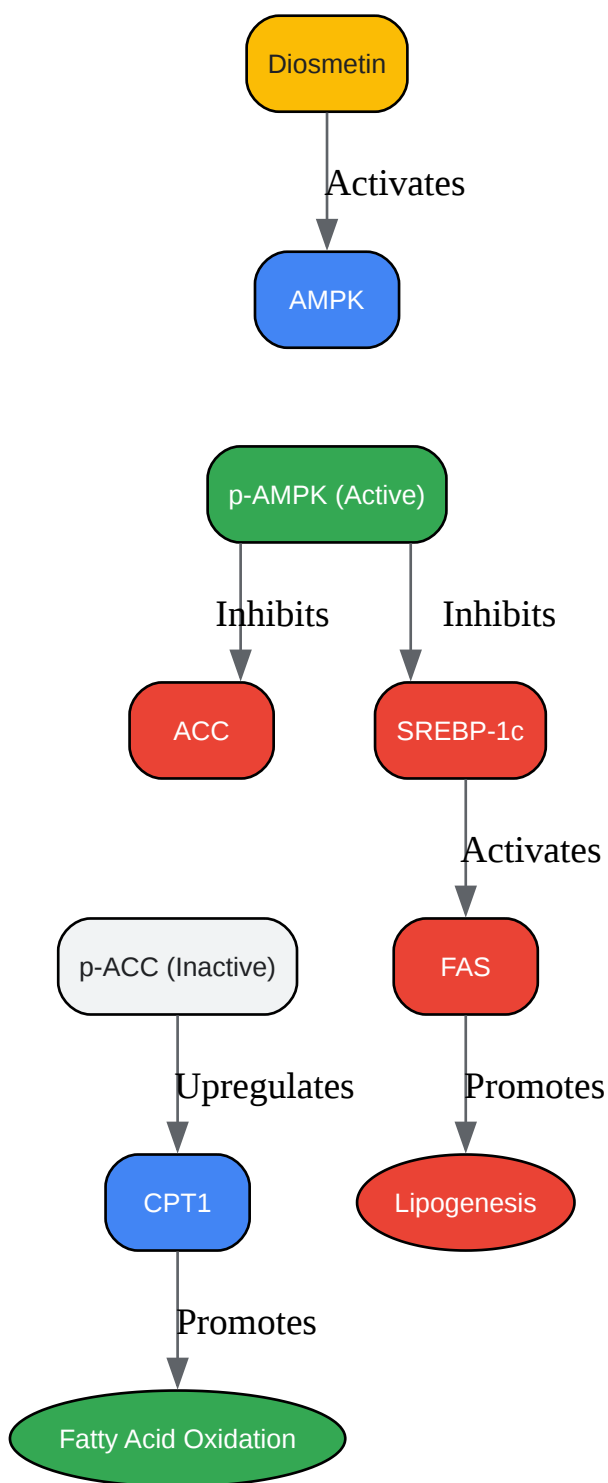 Diosmetin
Activates
AMPK
p-AMPK (Active)
Inhibits
Inhibits
ACC
SREBP-1c
Activates
p-ACC (Inactive)
FAS
Upregulates
Promotes
CPT1
Lipogenesis
Promotes
Fatty Acid Oxidation